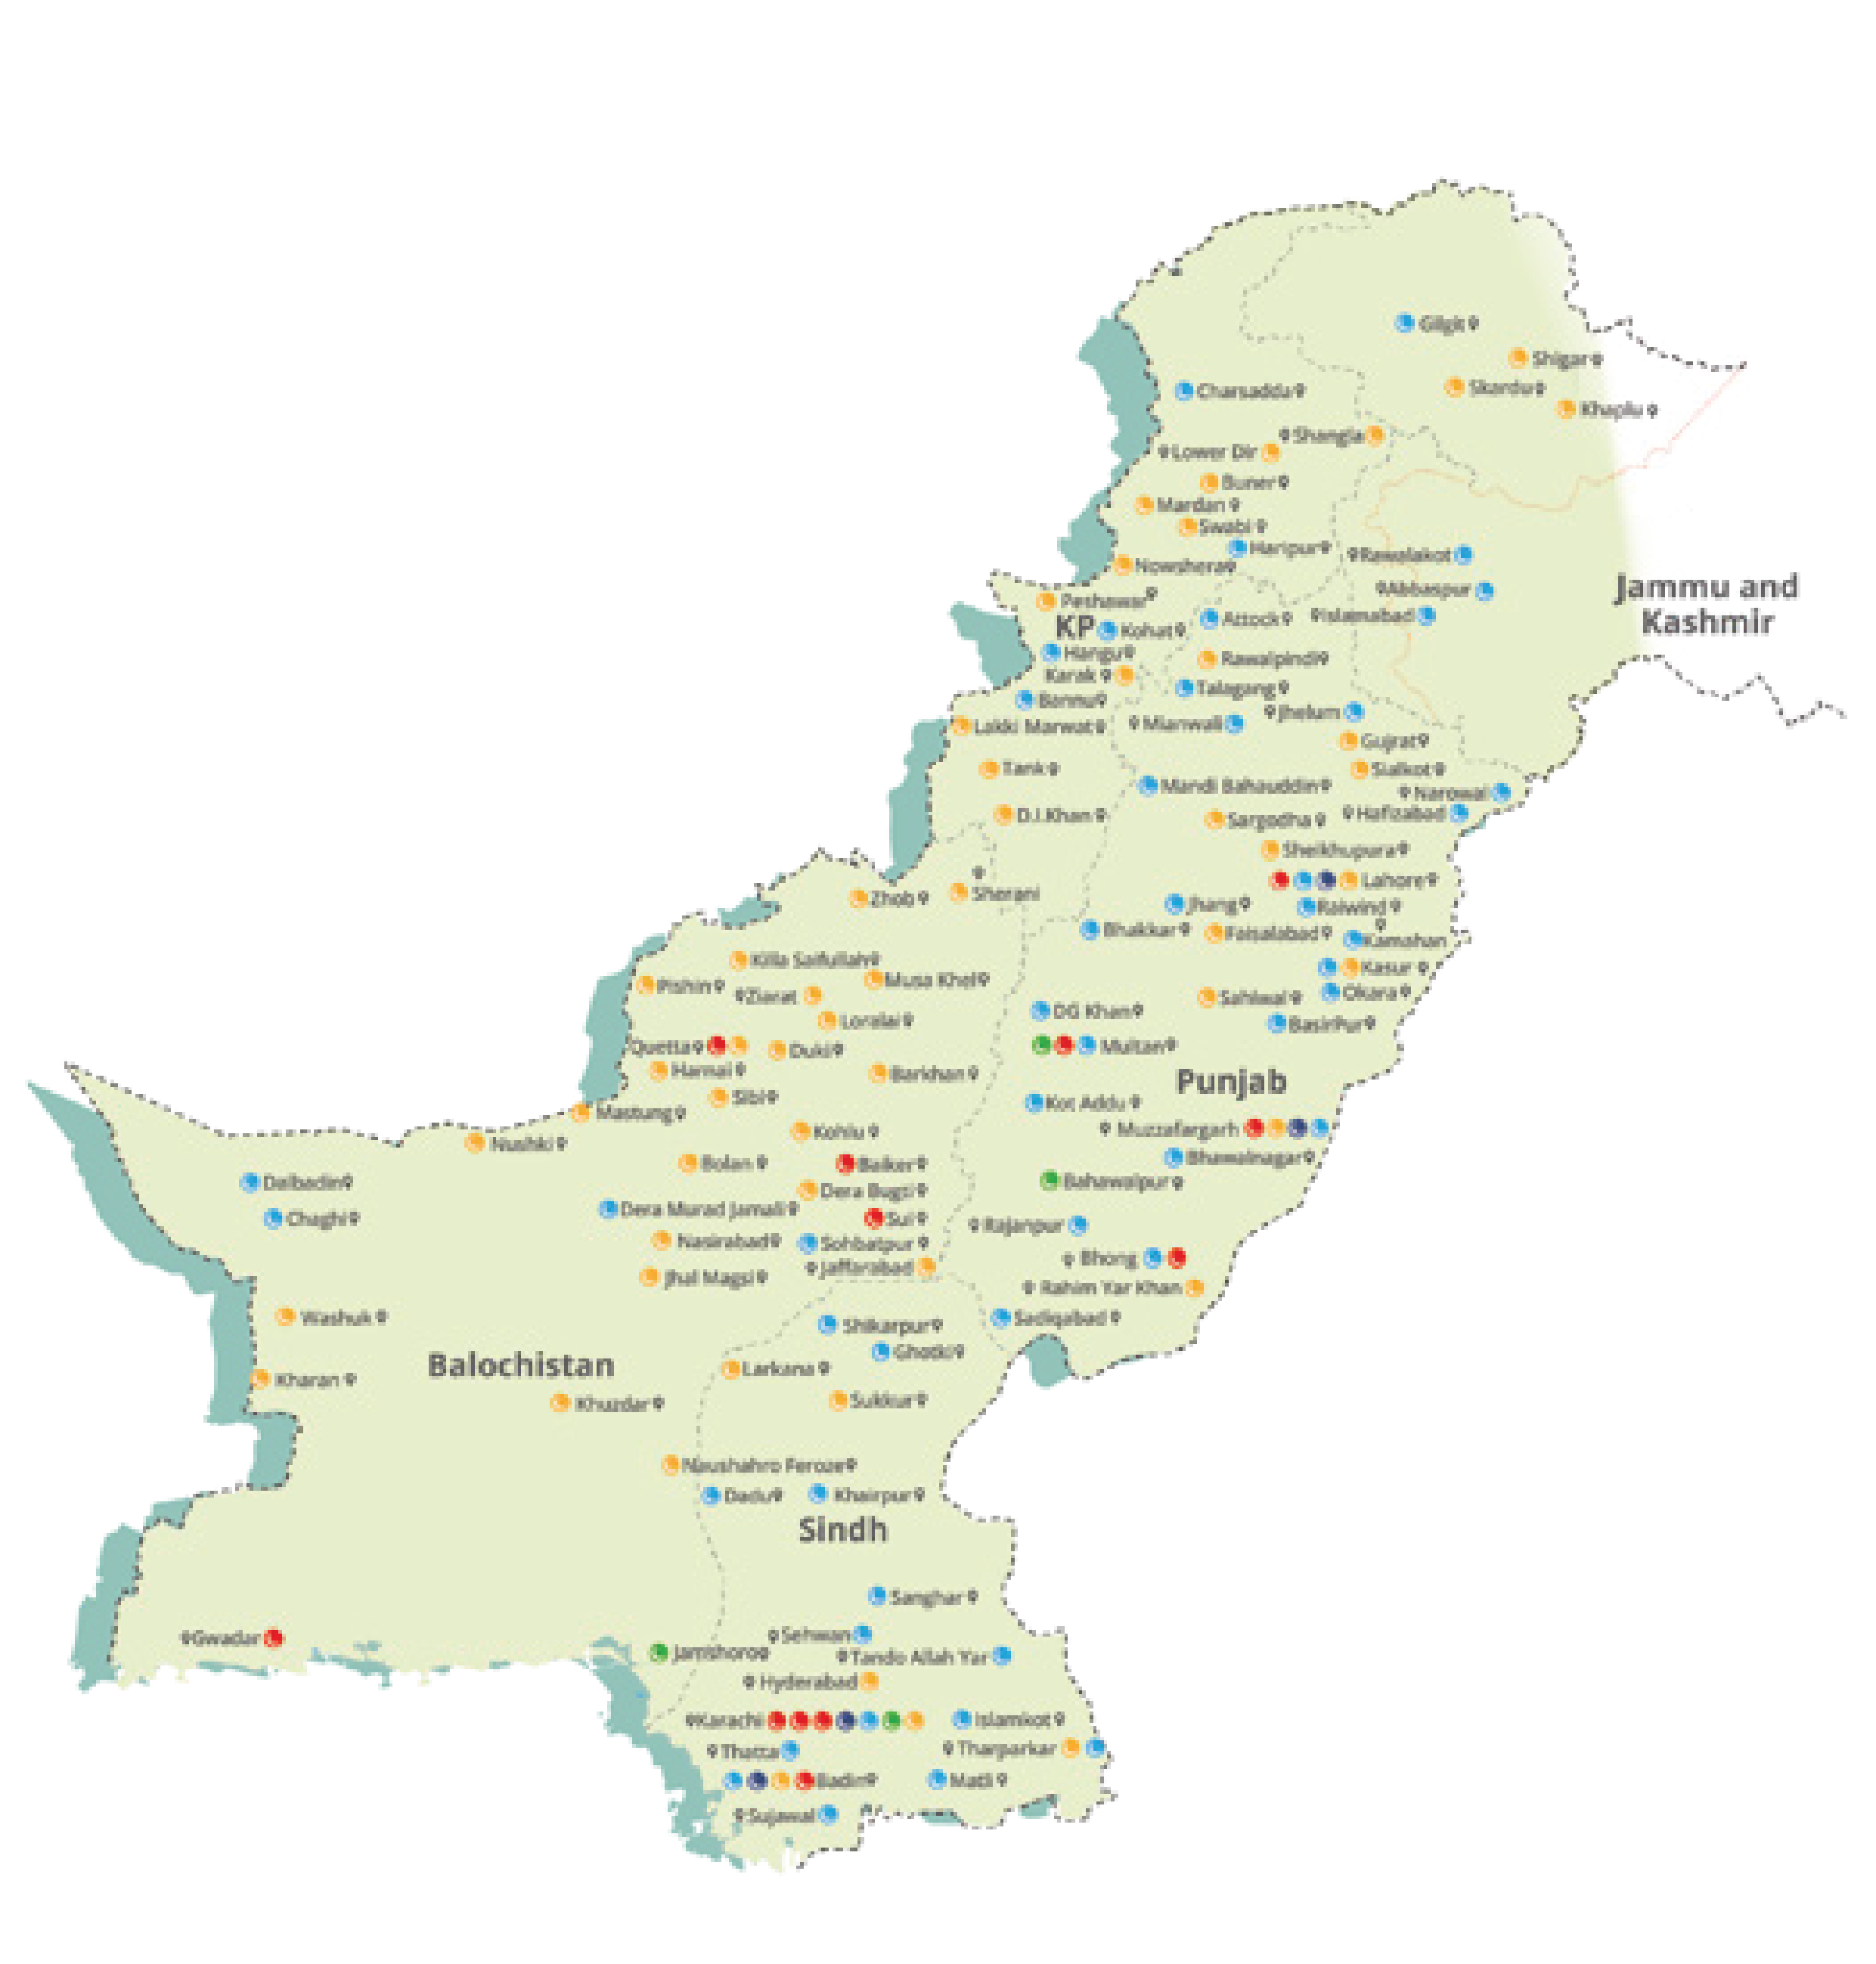 Gilgit
Shigar
Skardu
Khaplu
Charsadda
Shangla
Lower Dir
Buner
Mardan
Swabi
Haripur
Rawalakot
Nowshera
Abbaspur
Jammu and
Kashmir
Peshawar
KP
Kohat
Attock
Islamabad
Hangu
Rawalpindi
Karak
Talagang
Bannu
Jhelum
Lakki Marwat
Mianwali
Gujrat
Tank
Sialkot
Mandi Bahauddin
Narowal
D.I.Khan
Sargodha
Hafizabad
Sheikhupura
Lahore
Zhob
Sherani
Jhang
Raiwind
Bhakkar
Faisalabad
Kamahan
Killa Saifullah
Kasur
Pishin
Musa Khel
Ziarat
Sahiwal
Okara
Loralai
DG Khan
BasirPur
Quetta
Duki
Multan
Harnai
Barkhan
Punjab
Sibi
Mastung
Kot Addu
Nushki
Kohlu
Muzzafargarh
Bolan
Baiker
Bhawalnagar
Dalbadin
Dera Bugti
Bahawalpur
Chaghi
Dera Murad Jamali
Sui
Rajanpur
Nasirabad
Sohbatpur
Jaffarabad
Bhong
Jhal Magsi
Rahim Yar Khan
Washuk
Shikarpur
Sadiqabad
Balochistan
Ghotki
Kharan
Larkana
Khuzdar
Sukkur
Naushahro Feroze
Dadu
Khairpur
Sindh
Sanghar
Gwadar
Sehwan
Jamshoro
Tando Allah Yar
Hyderabad
Karachi
Islamkot
Thatta
Tharparkar
Badin
Matli
Sujawal